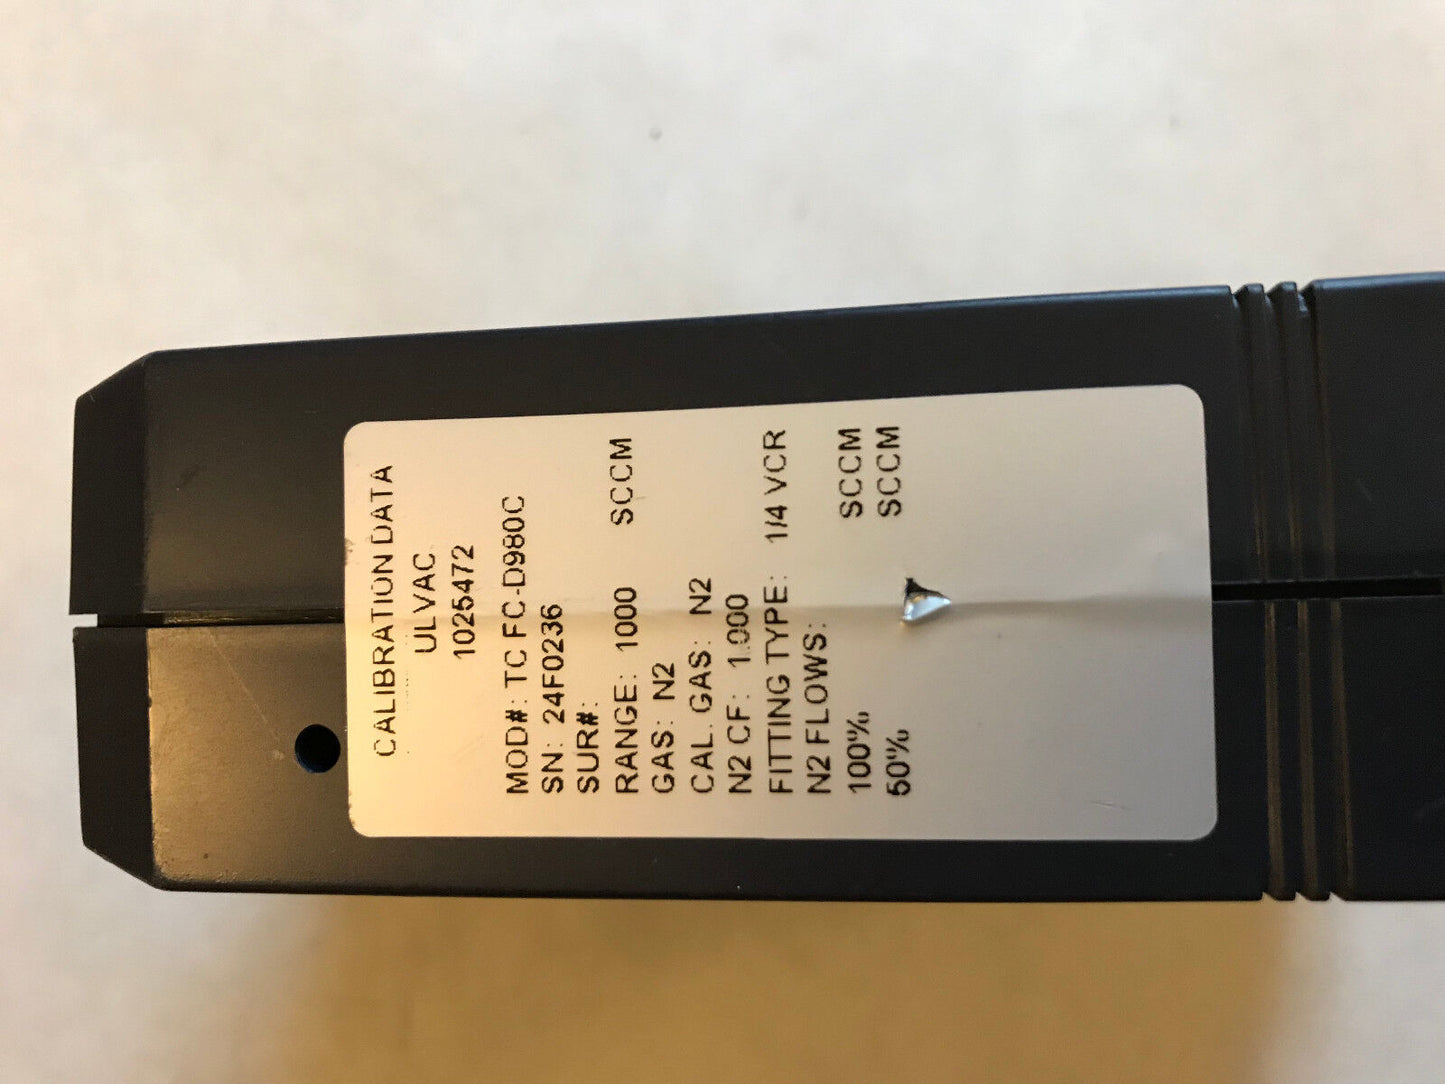 CALIBRATION DATA
ULVAC
1025472
MOD#: TC FC-D980C
SN: 24F0236
SUR#:
RANGE: 1000 SCCM
GAS: N2
CAL. GAS: N2
N2 CF: 1.000
FITTING TYPE: 1/4 VCR
N2 FLOWS:
100% SCCM
50% SCCM